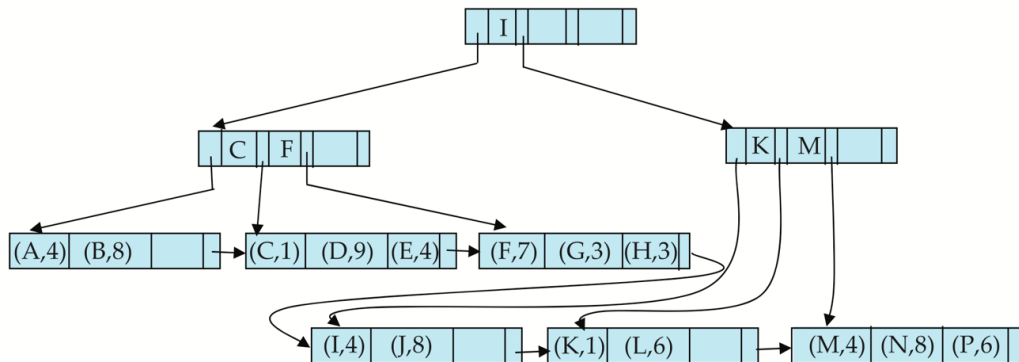 I
C F
K M
(A,4) (B,8)
(C,1) (D,9) (E,4)
(F,7) (G,3) (H,3)
(I,4) (J,8)
(K,1) (L,6)
(M,4) (N,8) (P,6)